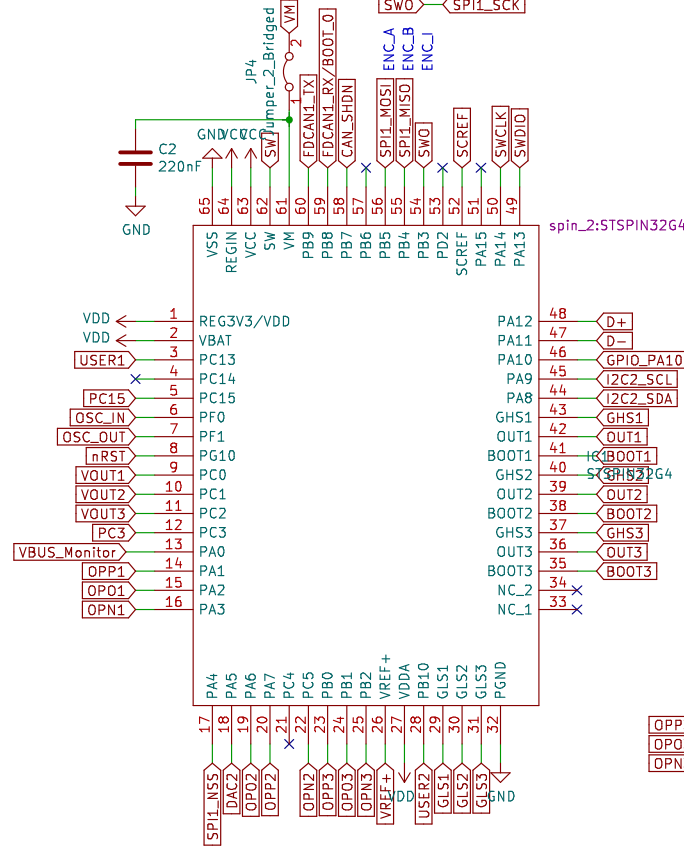 SWO SPI1_SCK
VM
JP4
Jumper_2_Bridged
2
1
ENC_A
ENC_B
ENC_I
C2
220nF
GND
GND
VCC
VCC
SW
FDCAN1_TX
FDCAN1_RX/BOOT_0
CAN_SHDN
SPI1_MOSI
SPI1_MISO
SWO
SCREF
SWCLK
SWDIO
65 64 63 62 61 60 59 58 57 56 55 54 53 52 51 50 49
VSS REGIN VCC SW VM PB9 PB8 PB7 PB6 PB5 PB4 PB3 PD2 SCREF PA15 PA14 PA13
spin_2:STSPIN32G4
VDD 1 REG3V3/VDD PA12 48 D+
VDD 2 VBAT PA11 47 D-
USER1 3 PC13 PA10 46 GPIO_PA10
4 PC14 PA9 45 I2C2_SCL
PC15 5 PC15 PA8 44 I2C2_SDA
OSC_IN 6 PF0 GHS1 43 GHS1
OSC_OUT 7 PF1 OUT1 42 OUT1
nRST 8 PG10 BOOT1 41 IC1 BOOT1
VOUT1 9 PC0 GHS2 40 STSPIN32G4 GHS2
VOUT2 10 PC1 OUT2 39 OUT2
VOUT3 11 PC2 BOOT2 38 BOOT2
PC3 12 PC3 GHS3 37 GHS3
VBUS_Monitor 13 PA0 OUT3 36 OUT3
OPP1 14 PA1 BOOT3 35 BOOT3
OPO1 15 PA2 NC_2 34
OPN1 16 PA3 NC_1 33
PA4 PA5 PA6 PA7 PC4 PC5 PB0 PB1 PB2 VREF+ VDDA PB10 GLS1 GLS2 GLS3 PGND
17 18 19 20 21 22 23 24 25 26 27 28 29 30 31 32
SPI1_NSS DAC2 OPO2 OPP2 OPN2 OPP3 OPO3 OPN3 VREF+ VDD USER2 GLS1 GLS2 GLS3 GND
OPP
OPO
OPN